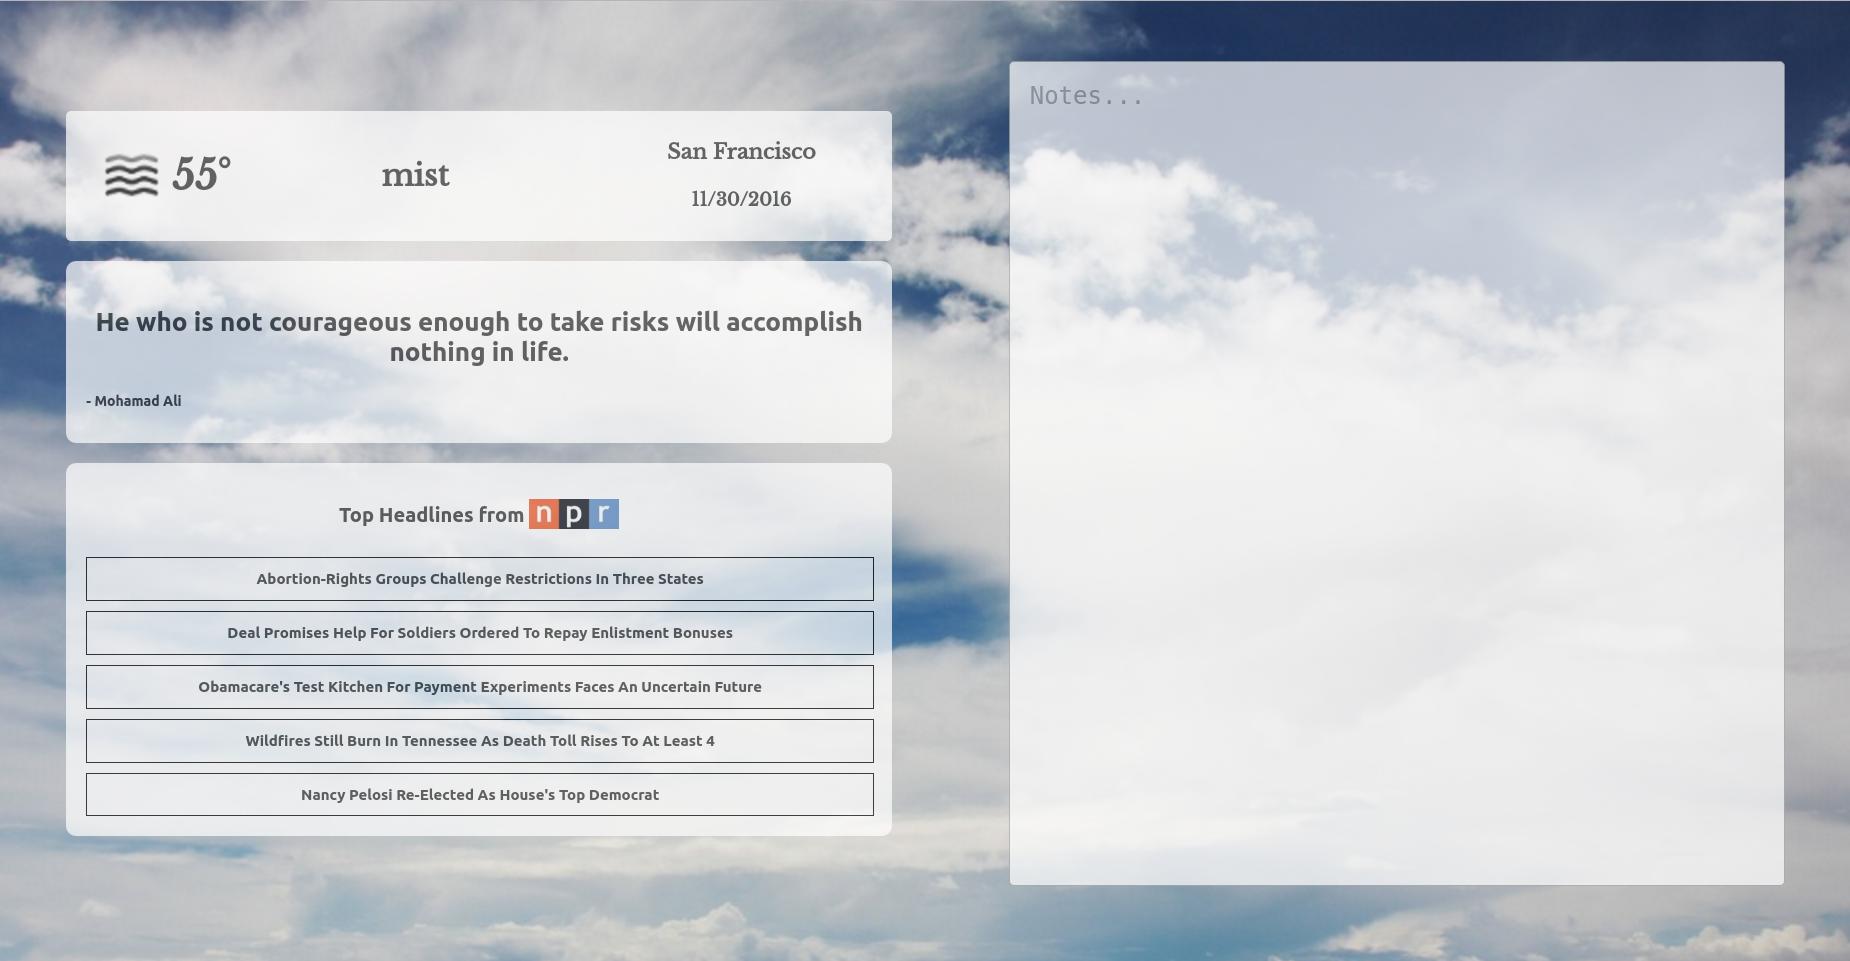 55°
mist
San Francisco
11/30/2016
He who is not courageous enough to take risks will accomplish
nothing in life.
- Mohamad Ali
Top Headlines from npr
Abortion-Rights Groups Challenge Restrictions In Three States
Deal Promises Help For Soldiers Ordered To Repay Enlistment Bonuses
Obamacare's Test Kitchen For Payment Experiments Faces An Uncertain Future
Wildfires Still Burn In Tennessee As Death Toll Rises To At Least 4
Nancy Pelosi Re-Elected As House's Top Democrat
Notes...